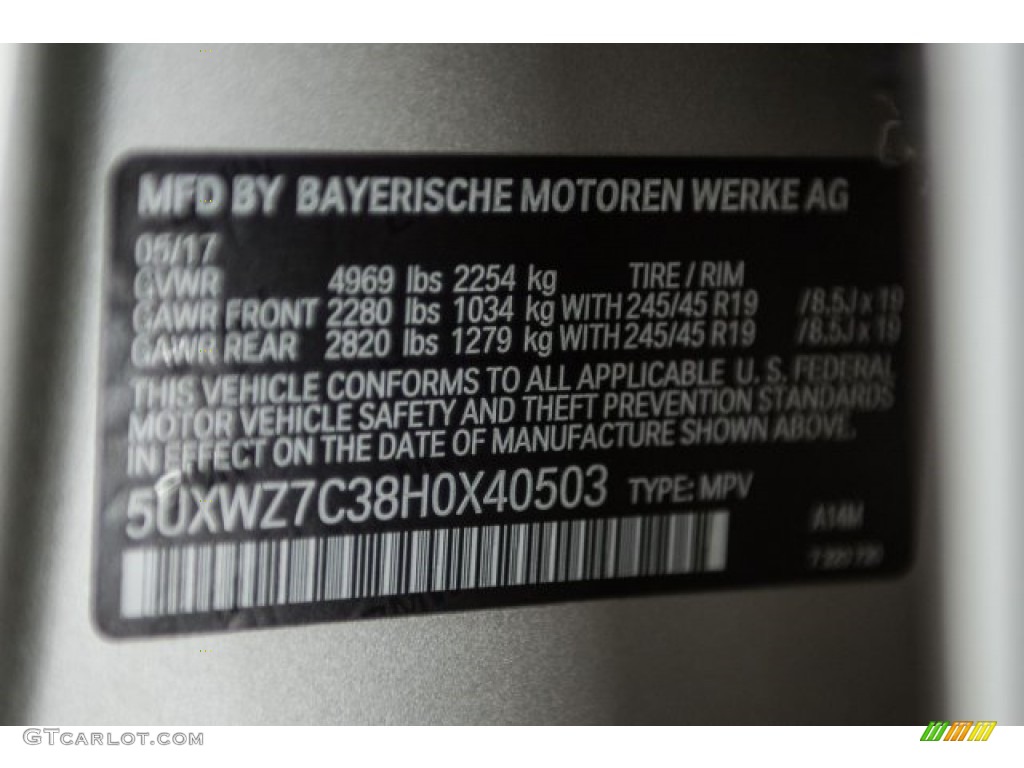 MFD BY BAYERISCHE MOTOREN WERKE AG
05/17
GVWR 4969 lbs 2254 kg TIRE / RIM
GAWR FRONT 2280 lbs 1034 kg WITH 245/45 R19 /8.5J x 19
GAWR REAR 2820 lbs 1279 kg WITH 245/45 R19 /8.5J x 19
THIS VEHICLE CONFORMS TO ALL APPLICABLE U. S. FEDERAL
MOTOR VEHICLE SAFETY AND THEFT PREVENTION STANDARDS
IN EFFECT ON THE DATE OF MANUFACTURE SHOWN ABOVE.
5UXWZ7C38H0X40503 TYPE: MPV
A14M
GTCarLot.com